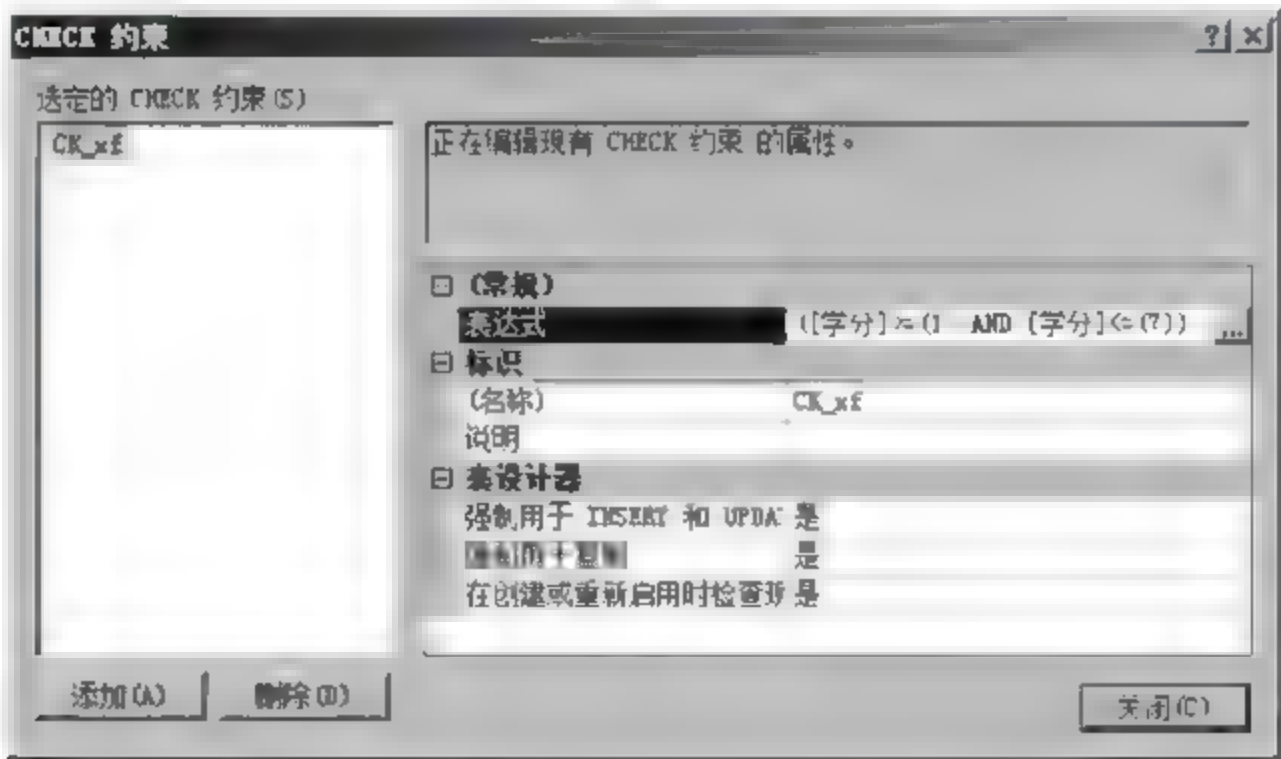 CHECK 约束
选定的 CHECK 约束(S)
CK_xf
正在编辑现有 CHECK 约束 的属性。
(常规)
表达式 ([学分]>=(1 AND [学分]<=(7))
标识
(名称) CK_xf
说明
表设计器
强制用于 INSERT 和 UPDA 是
是
在创建或重新启用时检查现 是
添加(A) 删除(D)
关闭(C)